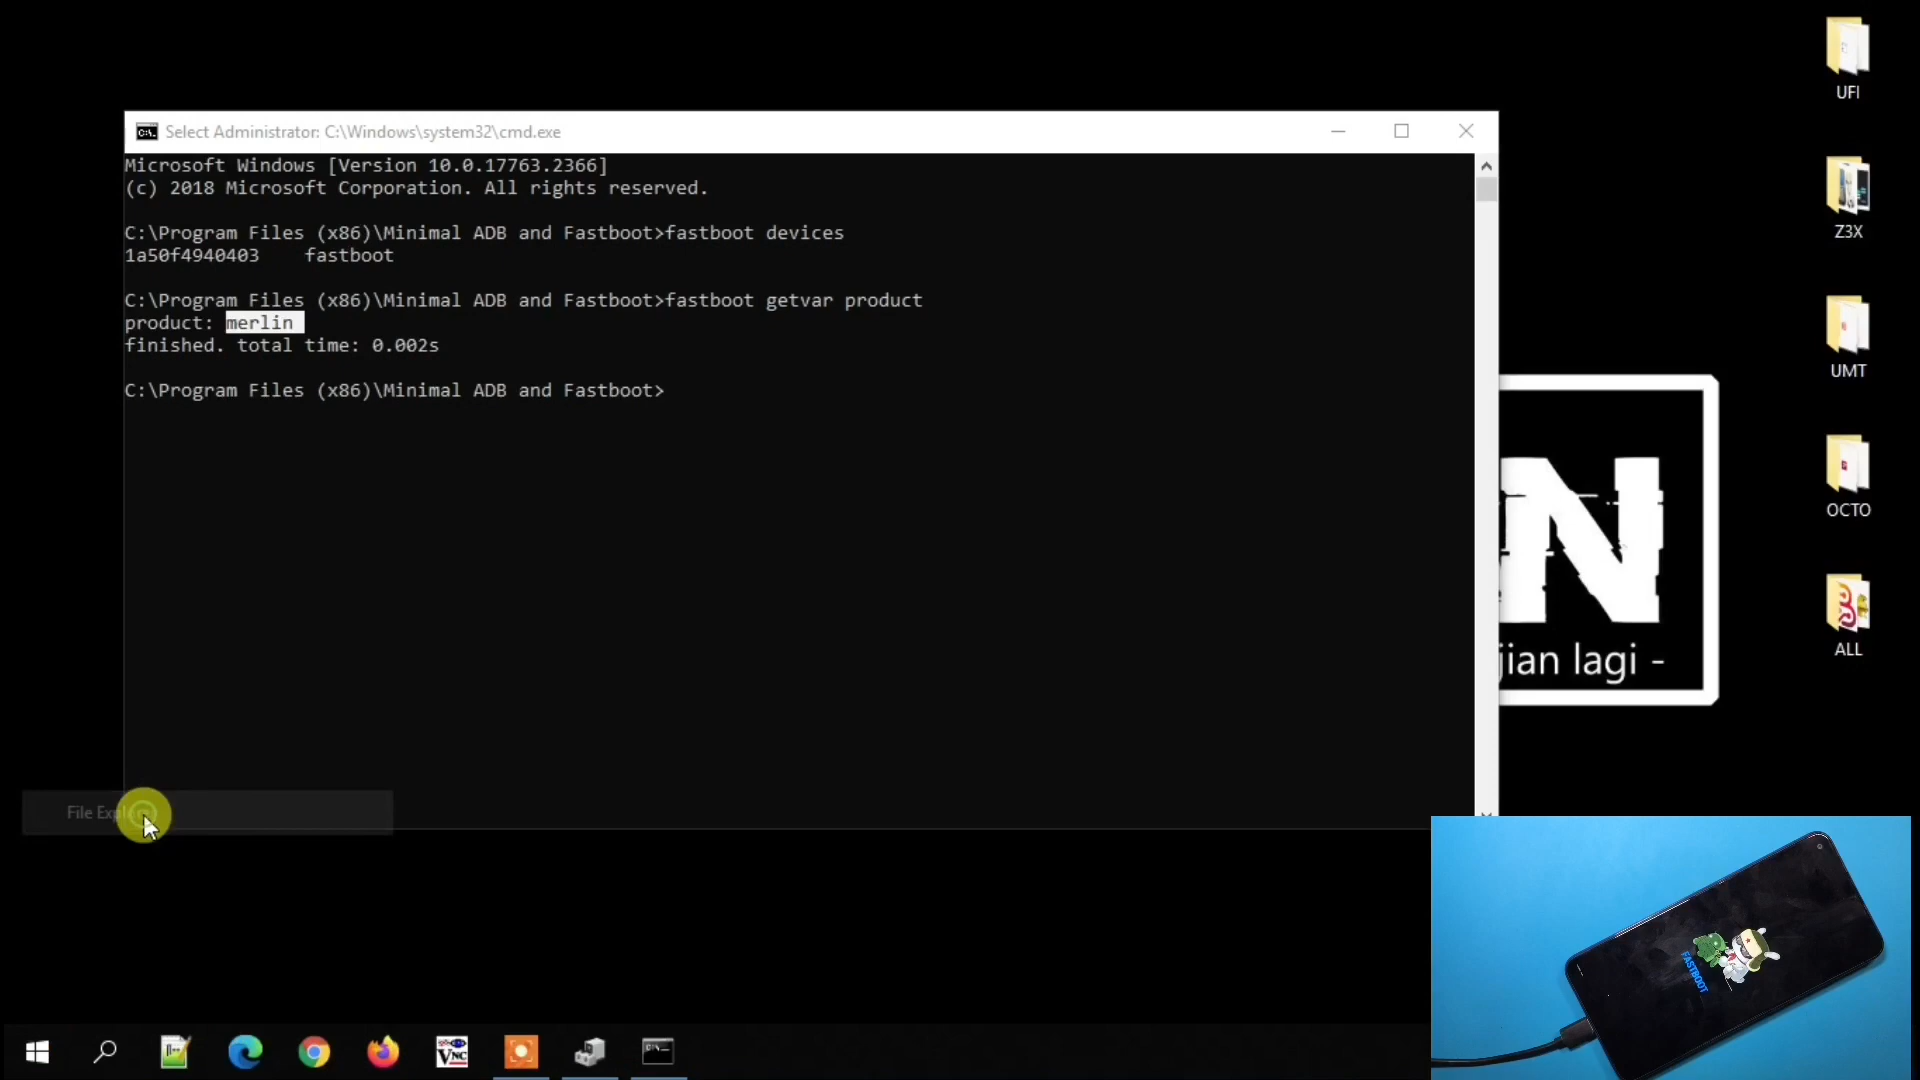 Select Administrator: C:\Windows\system32\cmd.exe
Microsoft Windows [Version 10.0.17763.2366]
(c) 2018 Microsoft Corporation. All rights reserved.
C:\Program Files (x86)\Minimal ADB and Fastboot>fastboot devices
1a50f4940403 fastboot
C:\Program Files (x86)\Minimal ADB and Fastboot>fastboot getvar product
product: merlin
finished. total time: 0.002s
C:\Program Files (x86)\Minimal ADB and Fastboot>
UFI
Z3X
UMT
OCTO
ALL
N
lagi -
File
VNC
FASTBOOT